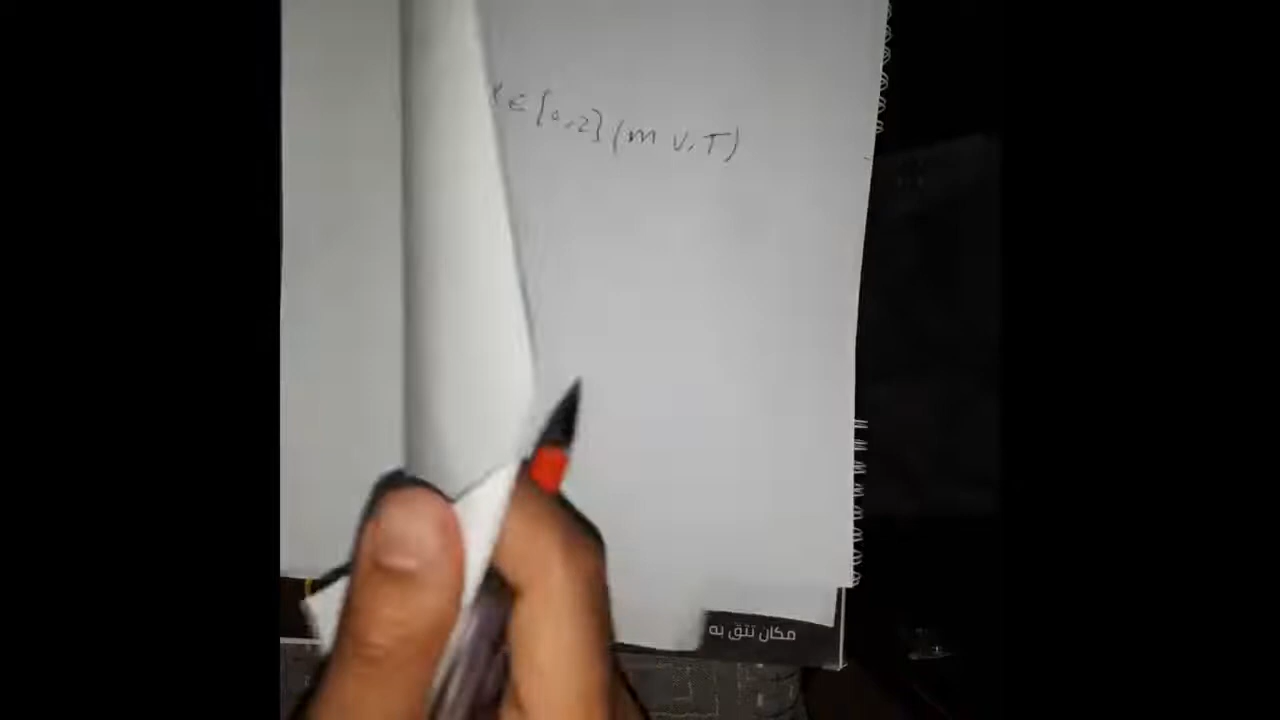 x ∈ {0,2} (m v.T)
مكان تثق به